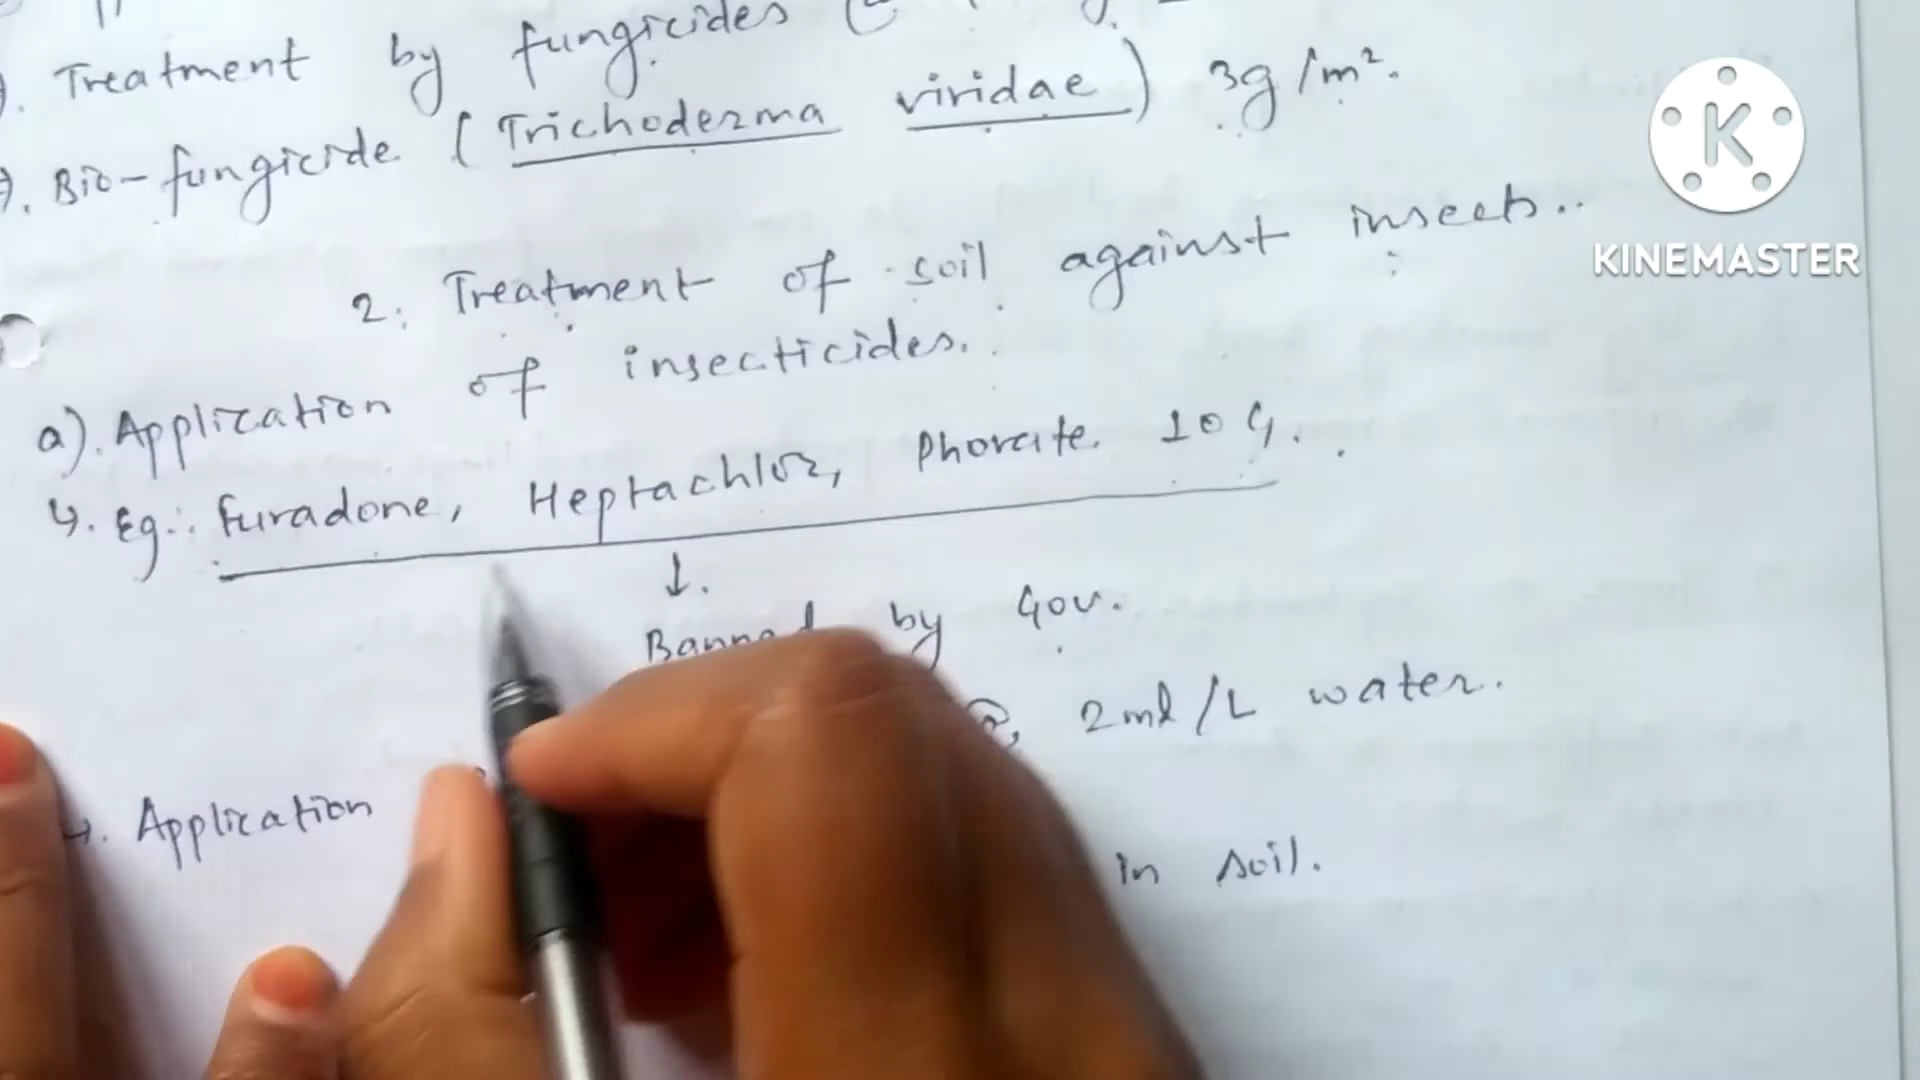 Treatment by fungicides (@
Bio-fungicide (Trichoderma viridae) 3g/m².
2. Treatment of soil against insects..
a). Application of insecticides.
Eg.: Furadone, Heptachlor, Phorate 10 G.
↓.
Banned by Gov.
@ 2ml/L water.
Application in soil.
K
KINEMASTER